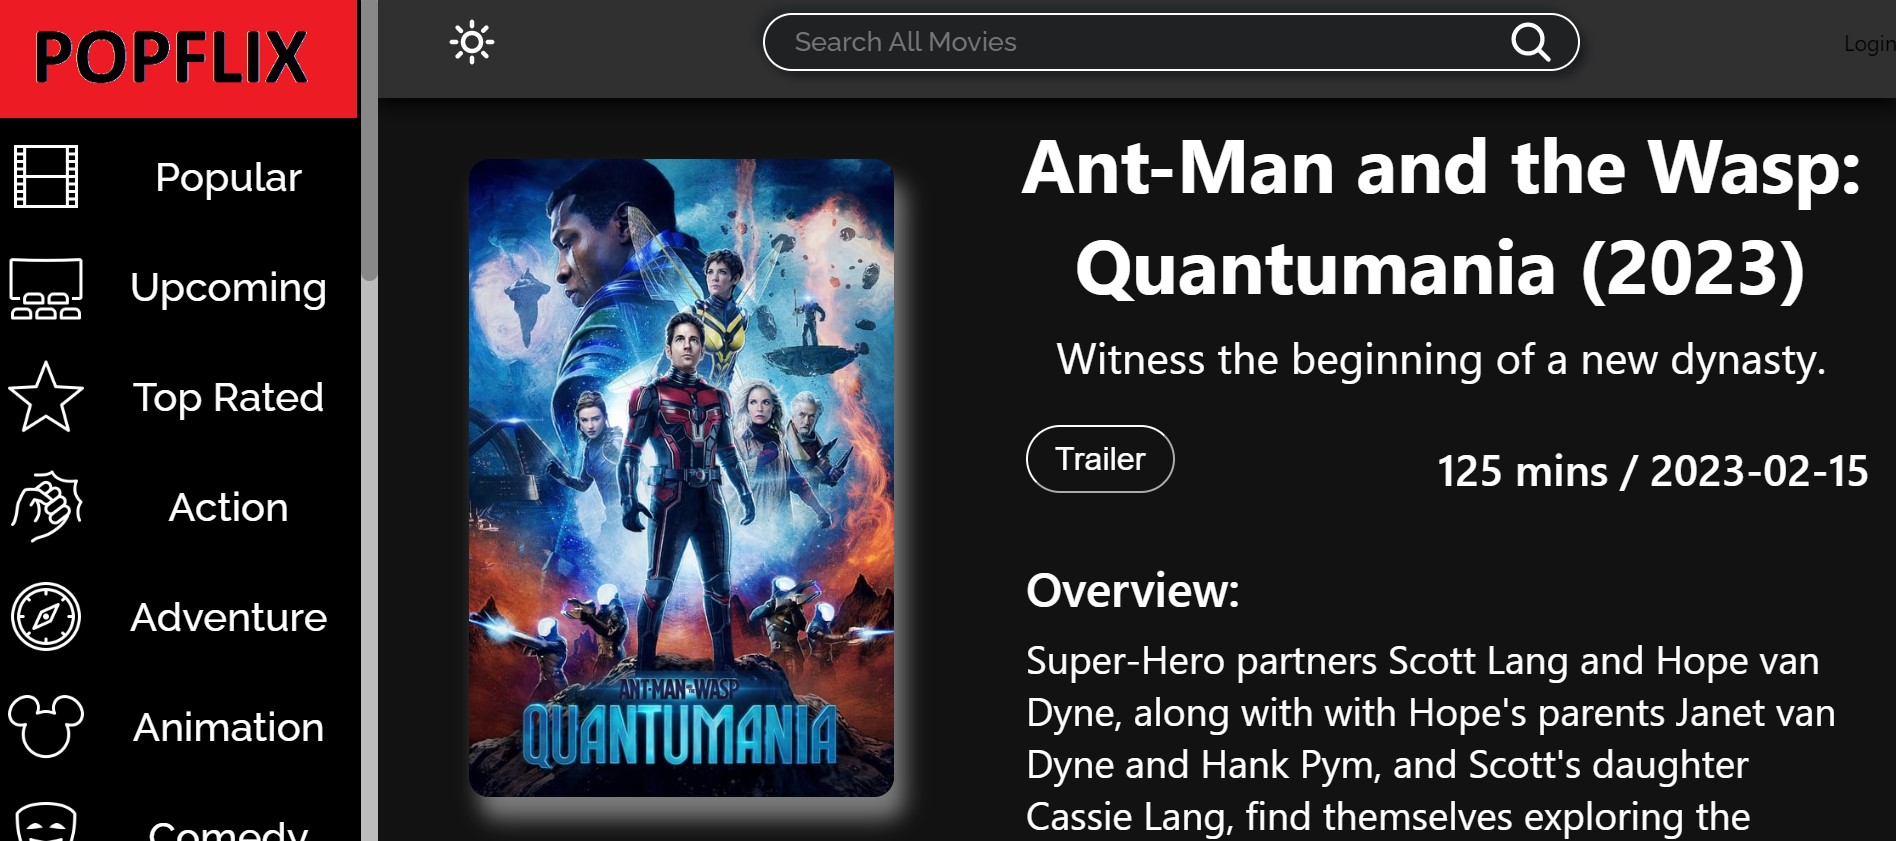 POPFLIX
Search All Movies
Login
Popular
Upcoming
Top Rated
Action
Adventure
Animation
Comedy
ANT-MAN AND THE WASP
QUANTUMANIA
Ant-Man and the Wasp:
Quantumania (2023)
Witness the beginning of a new dynasty.
Trailer
125 mins / 2023-02-15
Overview:
Super-Hero partners Scott Lang and Hope van
Dyne, along with with Hope's parents Janet van
Dyne and Hank Pym, and Scott's daughter
Cassie Lang, find themselves exploring the